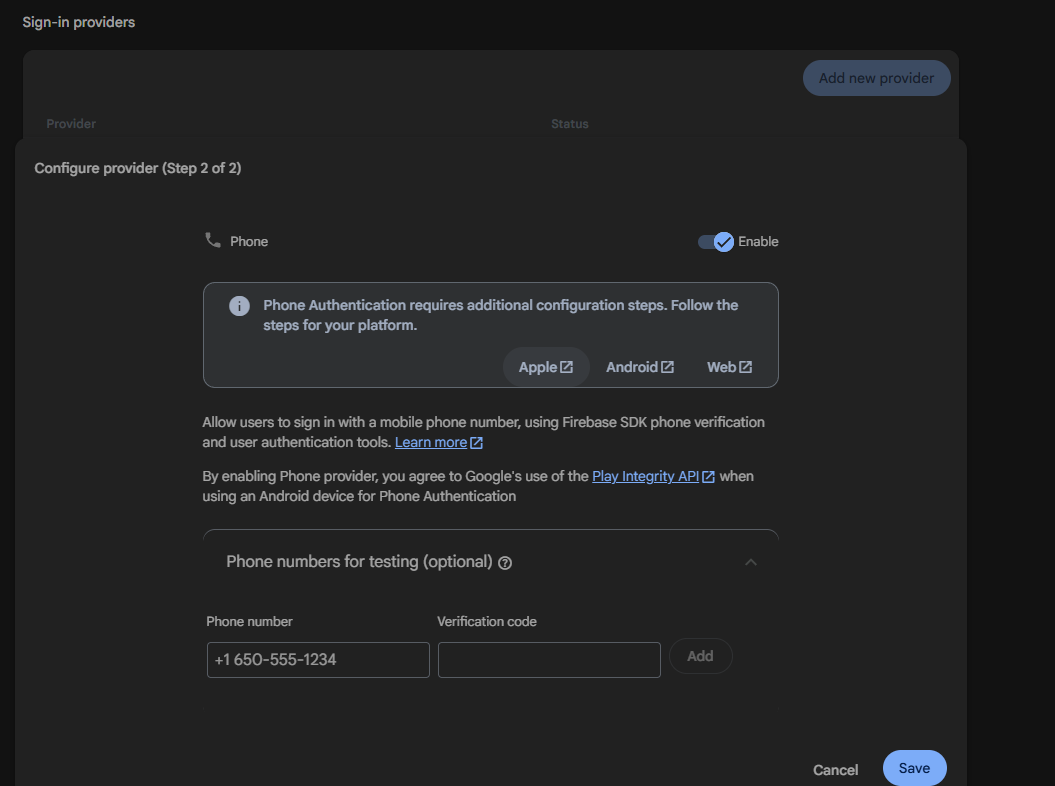 Sign-in providers
Add new provider
Provider Status
Configure provider (Step 2 of 2)
Phone Enable
Phone Authentication requires additional configuration steps. Follow the
steps for your platform.
Apple Android Web
Allow users to sign in with a mobile phone number, using Firebase SDK phone verification
and user authentication tools. Learn more
By enabling Phone provider, you agree to Google's use of the Play Integrity API when
using an Android device for Phone Authentication
Phone numbers for testing (optional)
Phone number Verification code
+1 650-555-1234 Add
Cancel Save